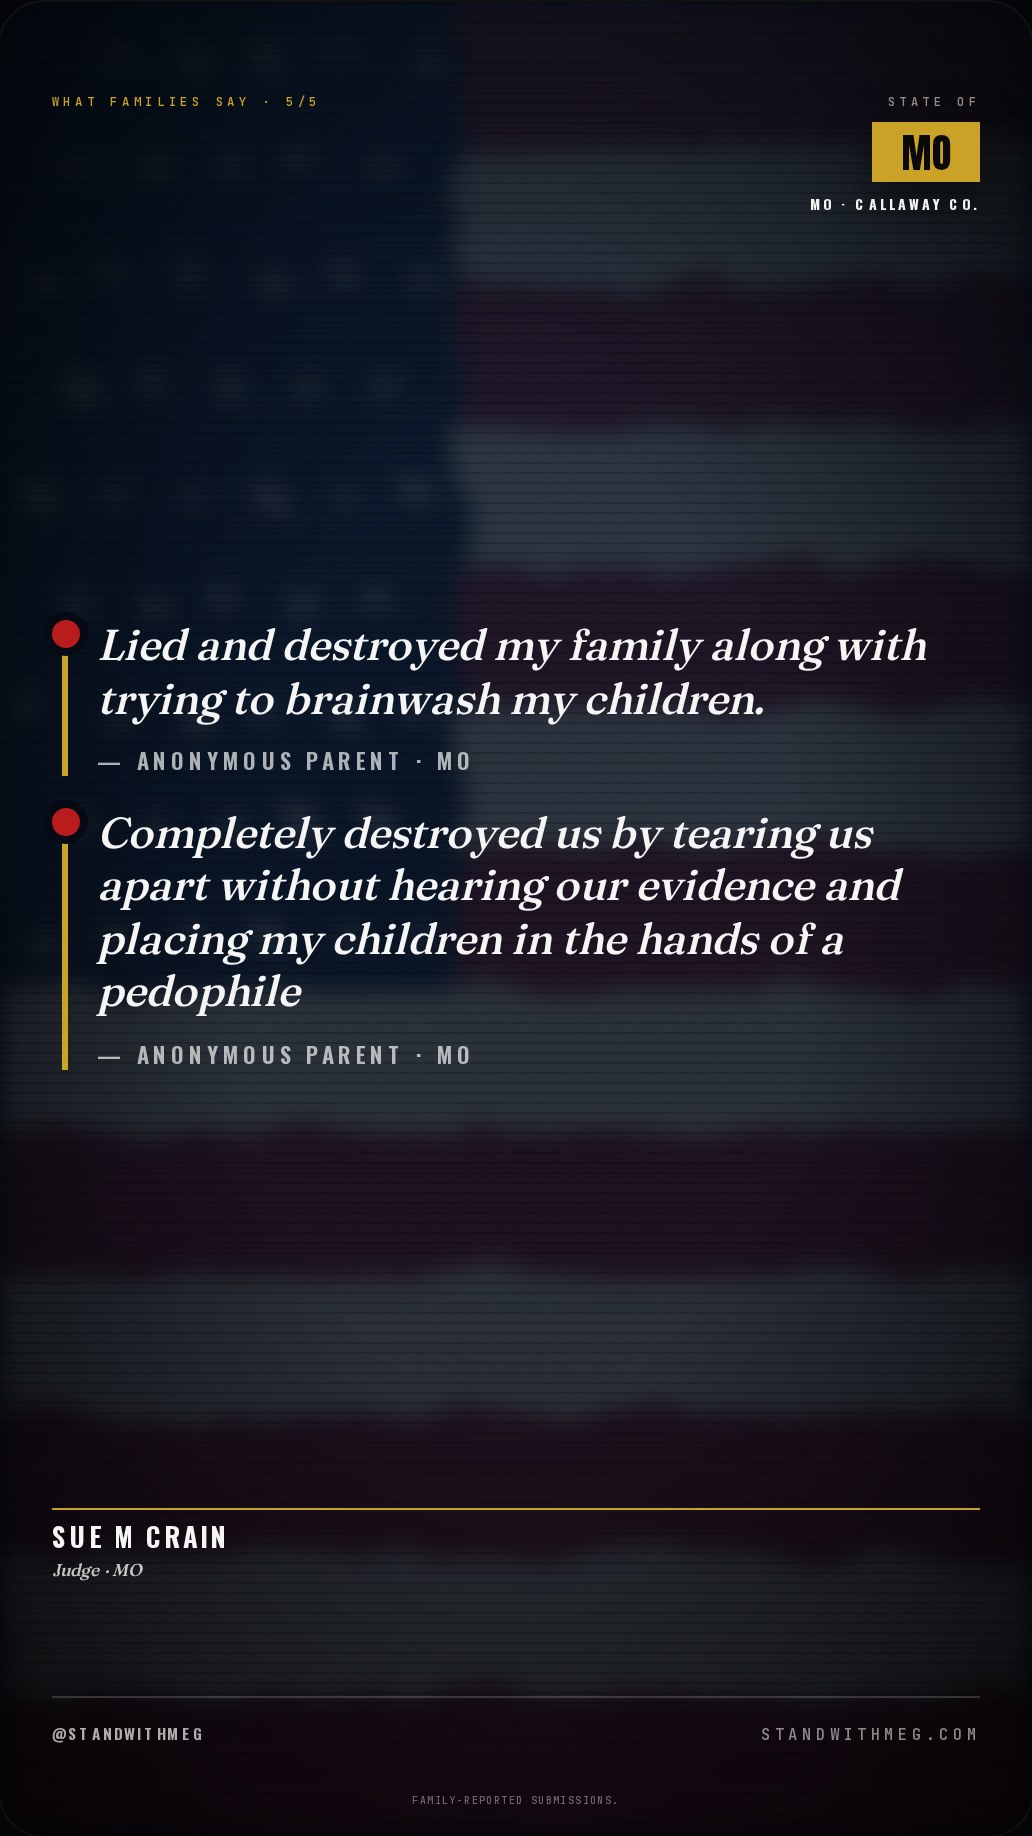 WHAT FAMILIES SAY · 5/5
STATE OF
MO
MO · CALLAWAY CO.
Lied and destroyed my family along with
trying to brainwash my children.
— ANONYMOUS PARENT · MO
Completely destroyed us by tearing us
apart without hearing our evidence and
placing my children in the hands of a
pedophile
— ANONYMOUS PARENT · MO
SUE M CRAIN
Judge · MO
@STANDWITHMEG
STANDWITHMEG.COM
FAMILY-REPORTED SUBMISSIONS.